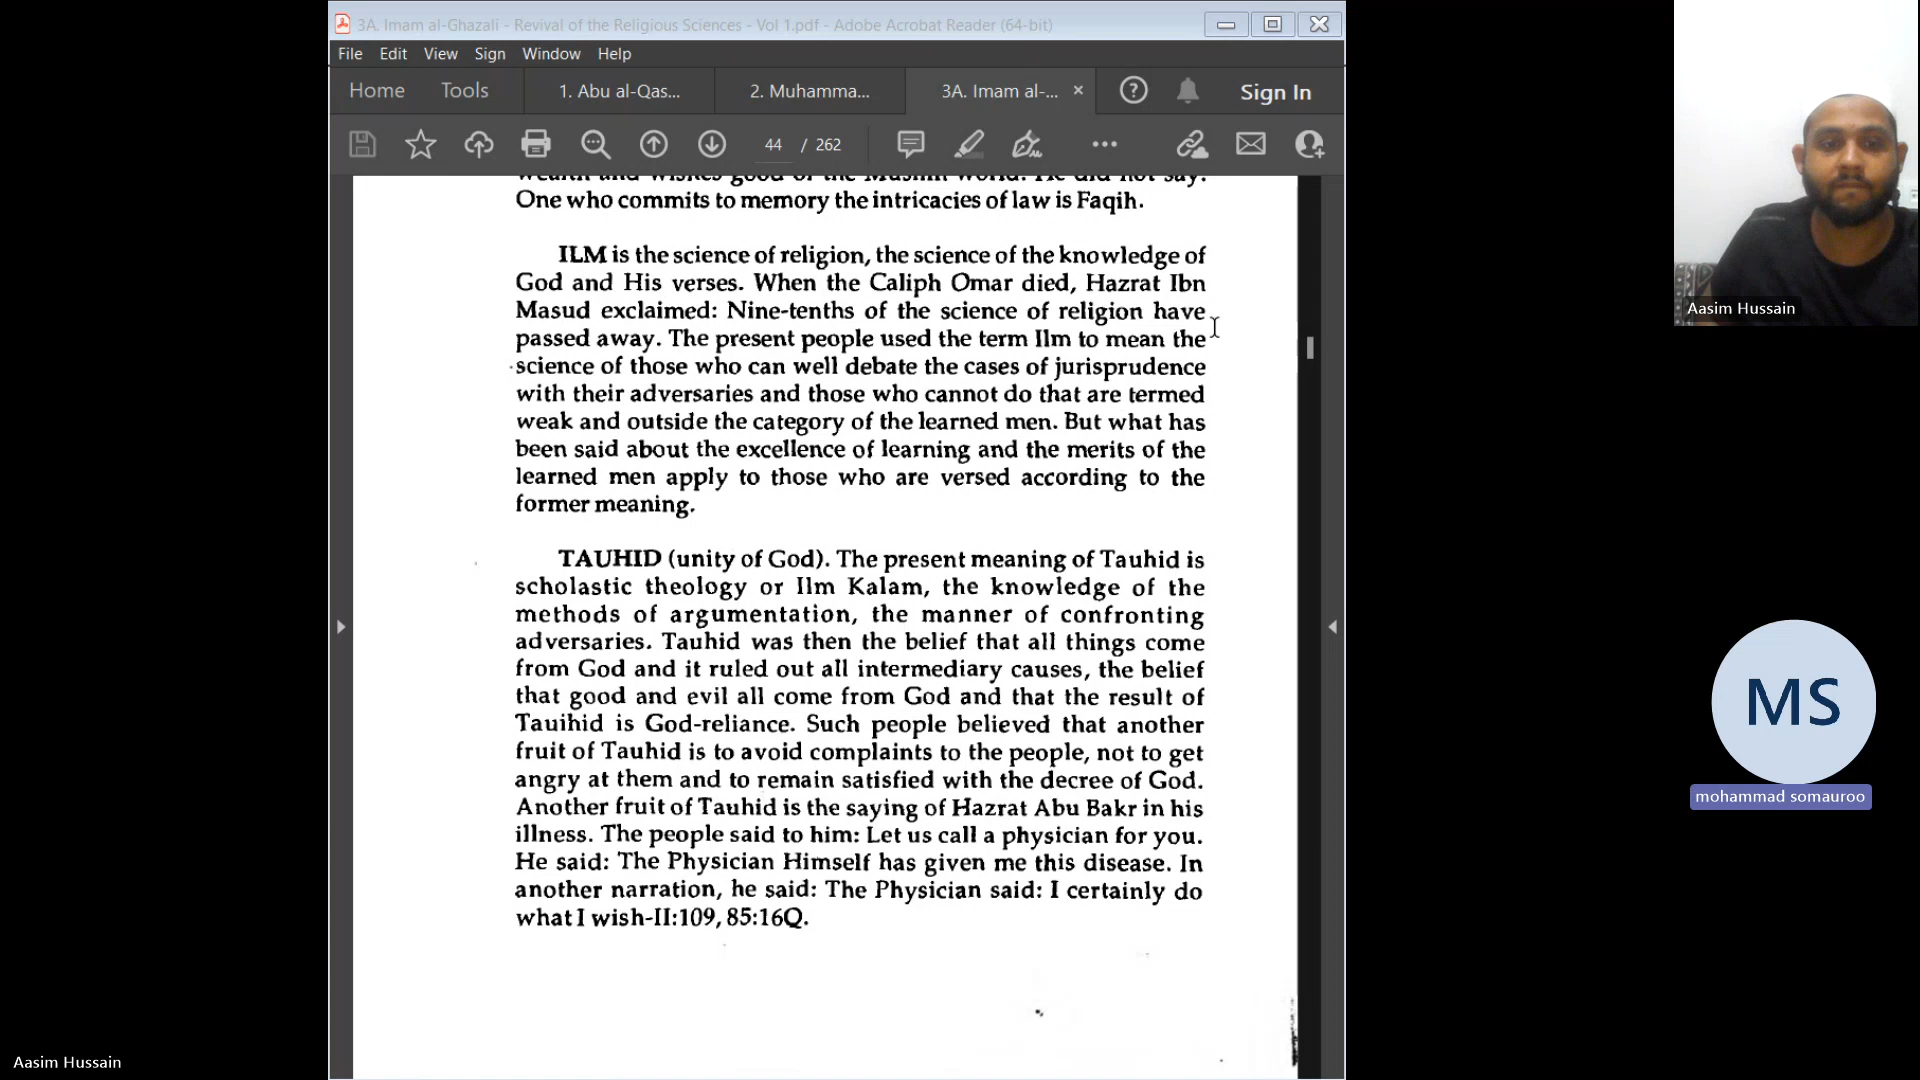 3A. Imam al-Ghazali - Revival of the Religious Sciences - Vol 1.pdf - Adobe Acrobat Reader (64-bit)
File Edit View Sign Window Help
Home Tools 1. Abu al-Qas... 2. Muhamma... 3A. Imam al-... Sign In
44 / 262
wealth and wishes good of the Muslim world. He did not say:
One who commits to memory the intricacies of law is Faqih.
ILM is the science of religion, the science of the knowledge of
God and His verses. When the Caliph Omar died, Hazrat Ibn
Masud exclaimed: Nine-tenths of the science of religion have
passed away. The present people used the term Ilm to mean the
science of those who can well debate the cases of jurisprudence
with their adversaries and those who cannot do that are termed
weak and outside the category of the learned men. But what has
been said about the excellence of learning and the merits of the
learned men apply to those who are versed according to the
former meaning.
TAUHID (unity of God). The present meaning of Tauhid is
scholastic theology or Ilm Kalam, the knowledge of the
methods of argumentation, the manner of confronting
adversaries. Tauhid was then the belief that all things come
from God and it ruled out all intermediary causes, the belief
that good and evil all come from God and that the result of
Tauihid is God-reliance. Such people believed that another
fruit of Tauhid is to avoid complaints to the people, not to get
angry at them and to remain satisfied with the decree of God.
Another fruit of Tauhid is the saying of Hazrat Abu Bakr in his
illness. The people said to him: Let us call a physician for you.
He said: The Physician Himself has given me this disease. In
another narration, he said: The Physician said: I certainly do
what I wish-II:109, 85:16Q.
Aasim Hussain
MS
mohammad somauroo
Aasim Hussain